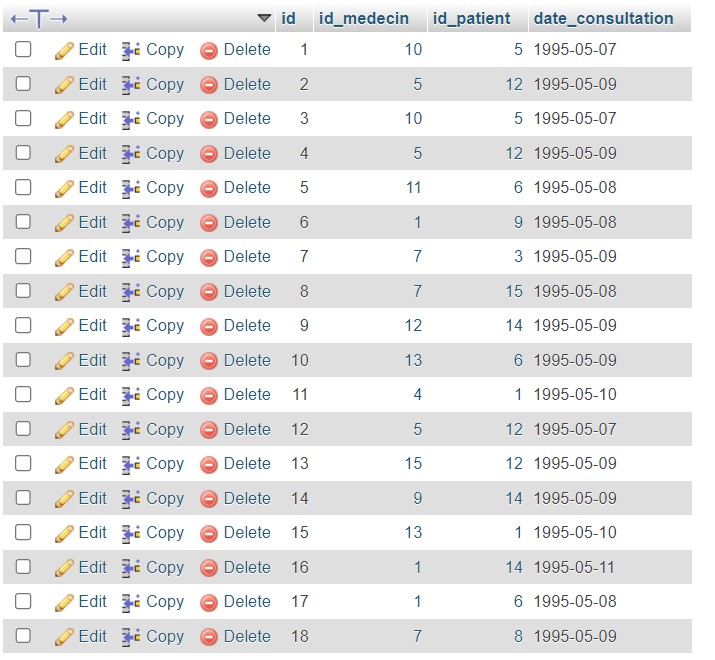 id id_medecin id_patient date_consultation
Edit Copy Delete 1 10 5 1995-05-07
Edit Copy Delete 2 5 12 1995-05-09
Edit Copy Delete 3 10 5 1995-05-07
Edit Copy Delete 4 5 12 1995-05-09
Edit Copy Delete 5 11 6 1995-05-08
Edit Copy Delete 6 1 9 1995-05-08
Edit Copy Delete 7 7 3 1995-05-09
Edit Copy Delete 8 7 15 1995-05-08
Edit Copy Delete 9 12 14 1995-05-09
Edit Copy Delete 10 13 6 1995-05-09
Edit Copy Delete 11 4 1 1995-05-10
Edit Copy Delete 12 5 12 1995-05-07
Edit Copy Delete 13 15 12 1995-05-09
Edit Copy Delete 14 9 14 1995-05-09
Edit Copy Delete 15 13 1 1995-05-10
Edit Copy Delete 16 1 14 1995-05-11
Edit Copy Delete 17 1 6 1995-05-08
Edit Copy Delete 18 7 8 1995-05-09